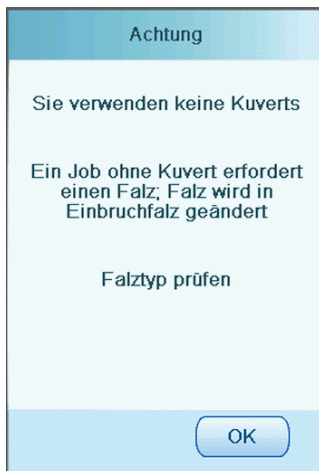 Achtung
Sie verwenden keine Kuverts
Ein Job ohne Kuvert erfordert
einen Falz; Falz wird in
Einbruchfalz geändert
Falztyp prüfen
OK